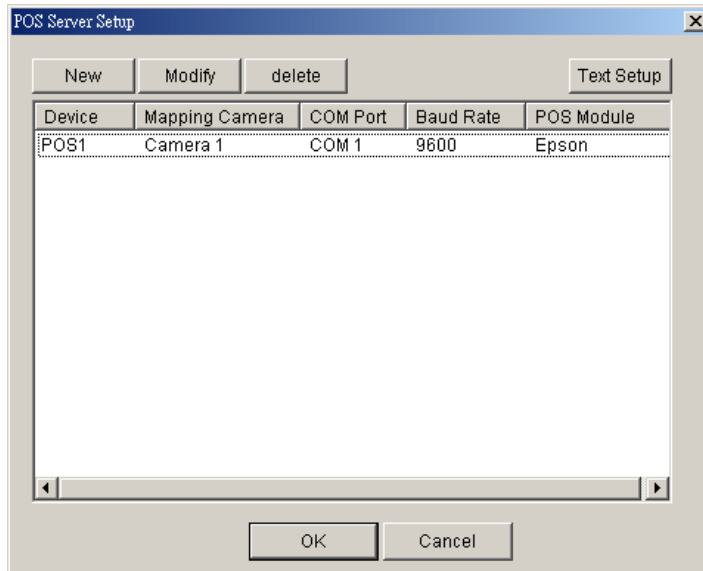 POS Server Setup
New Modify delete Text Setup
Device Mapping Camera COM Port Baud Rate POS Module
POS1 Camera 1 COM 1 9600 Epson
OK Cancel